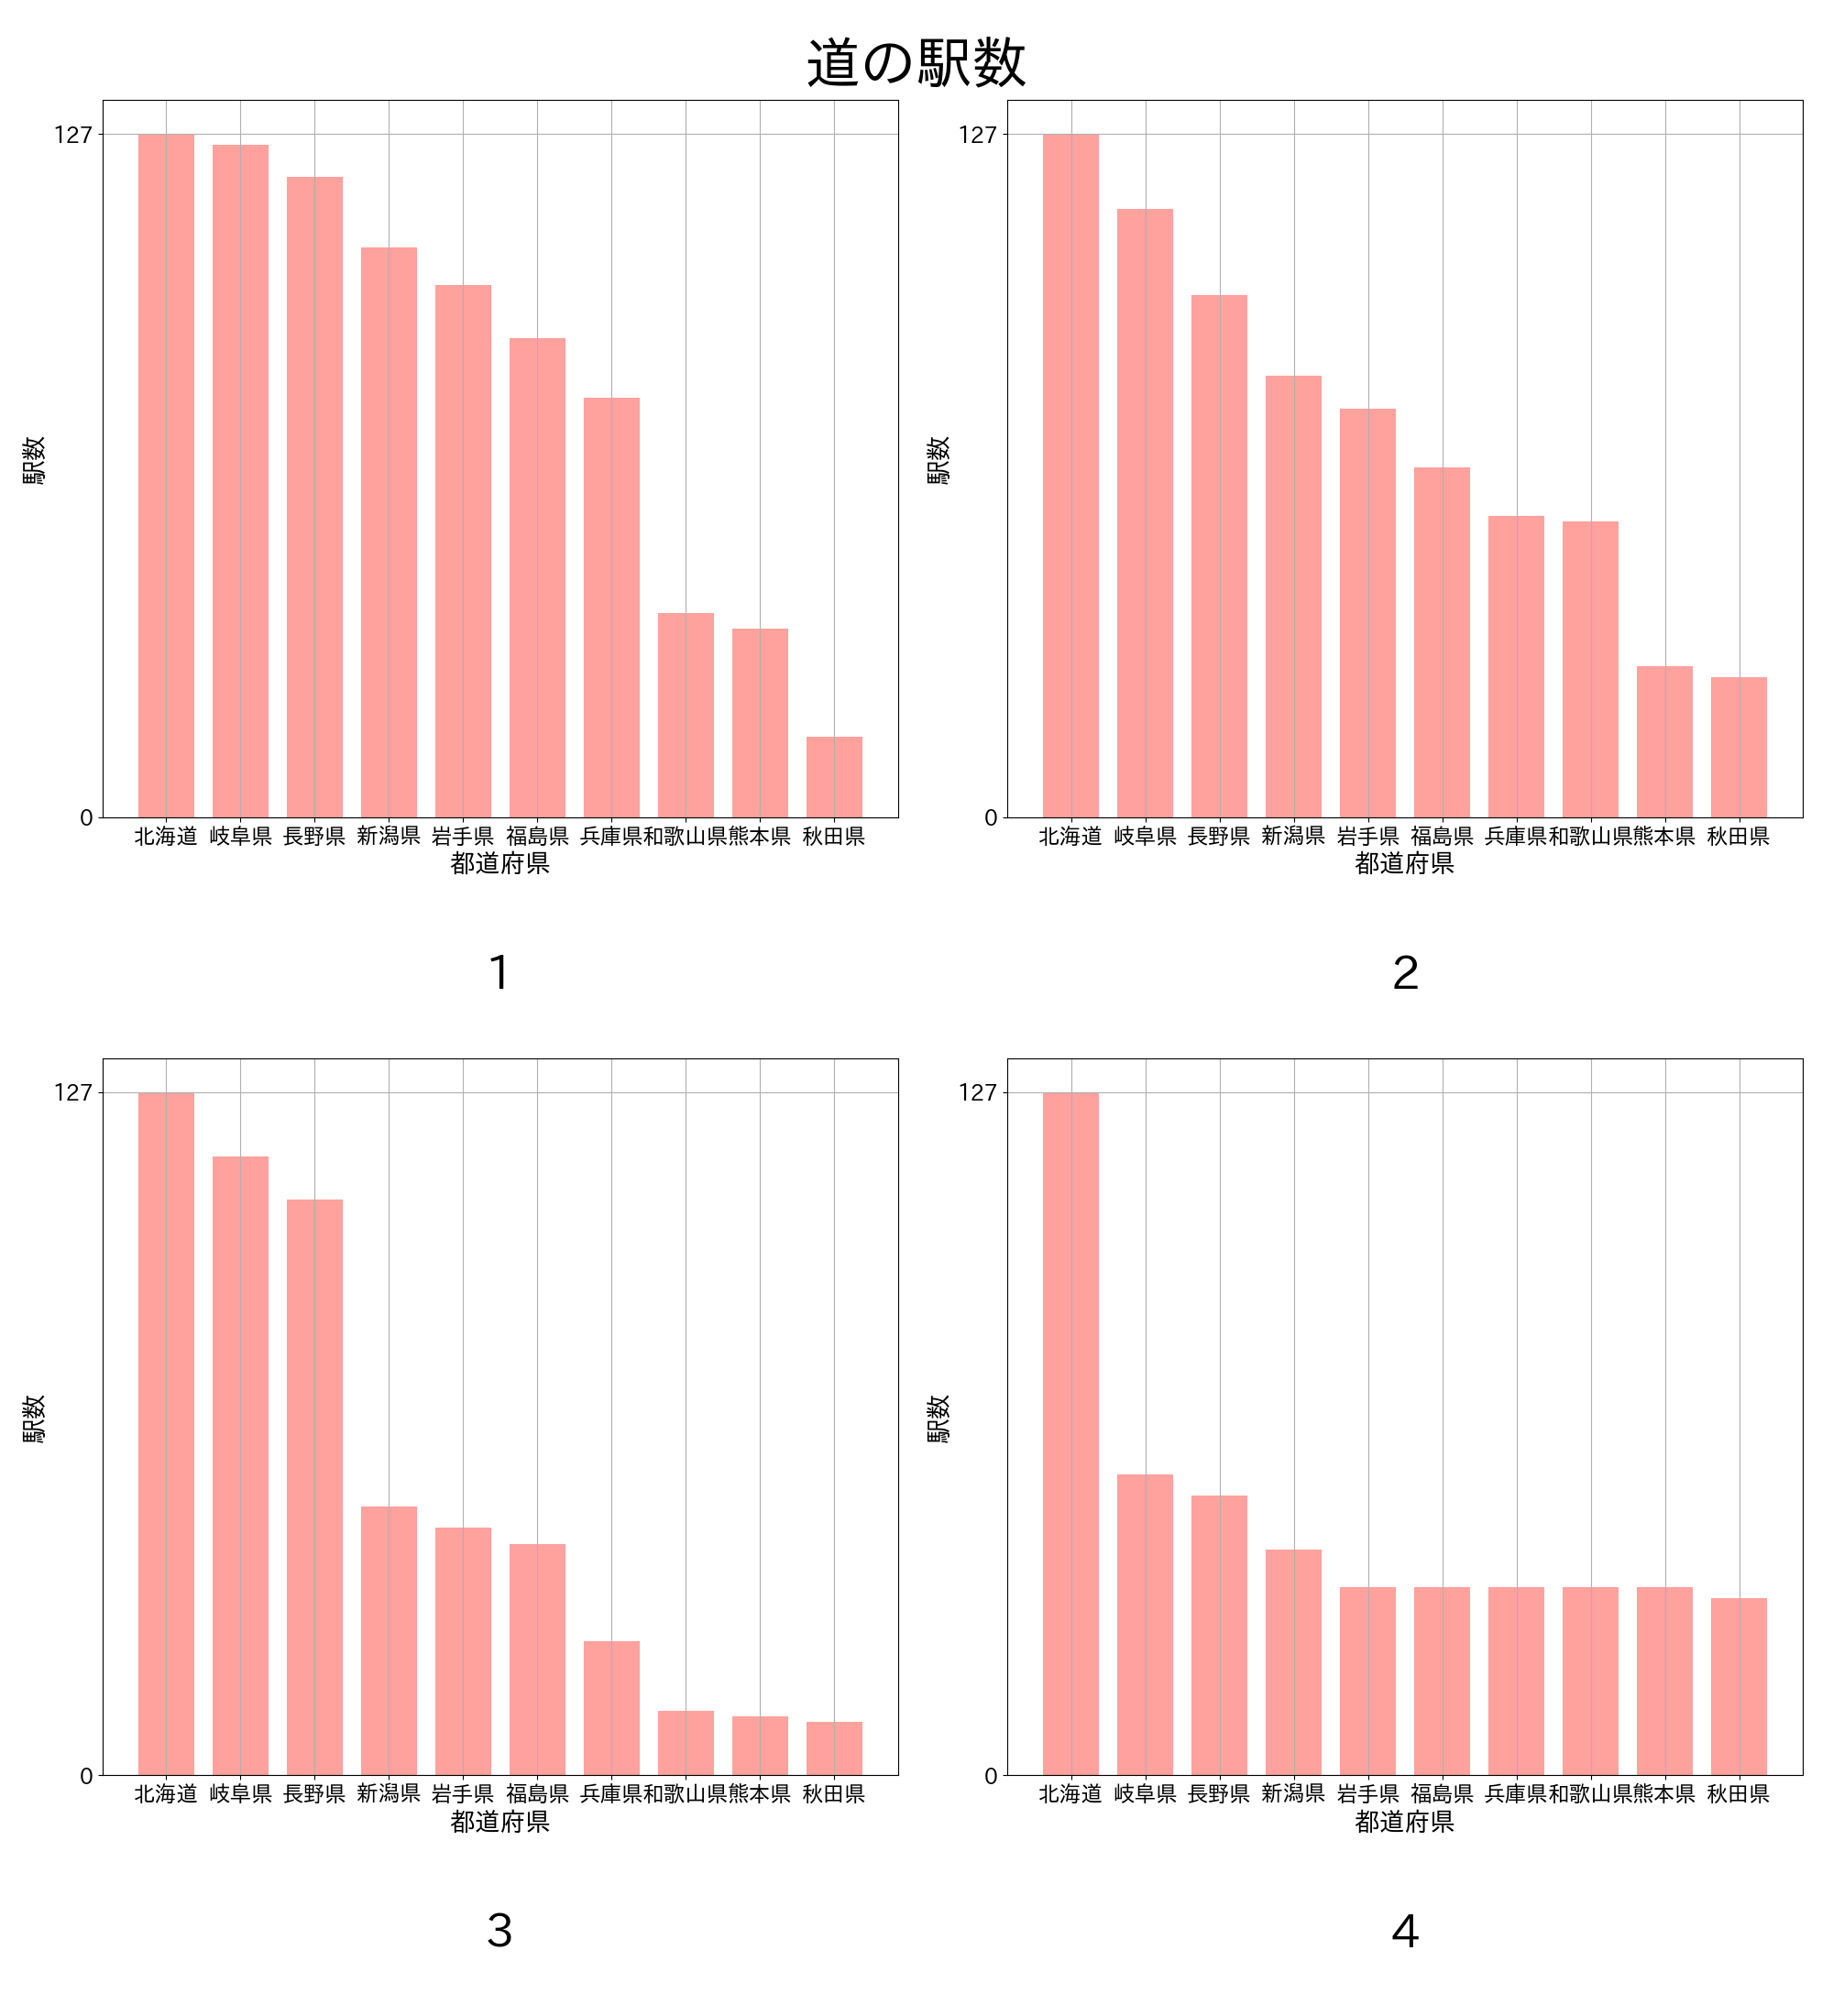 道の駅数
127
0
駅数
北海道 岐阜県 長野県 新潟県 岩手県 福島県 兵庫県 和歌山県 熊本県 秋田県
都道府県
1
127
0
駅数
北海道 岐阜県 長野県 新潟県 岩手県 福島県 兵庫県 和歌山県 熊本県 秋田県
都道府県
2
127
0
駅数
北海道 岐阜県 長野県 新潟県 岩手県 福島県 兵庫県 和歌山県 熊本県 秋田県
都道府県
3
127
0
駅数
北海道 岐阜県 長野県 新潟県 岩手県 福島県 兵庫県 和歌山県 熊本県 秋田県
都道府県
4